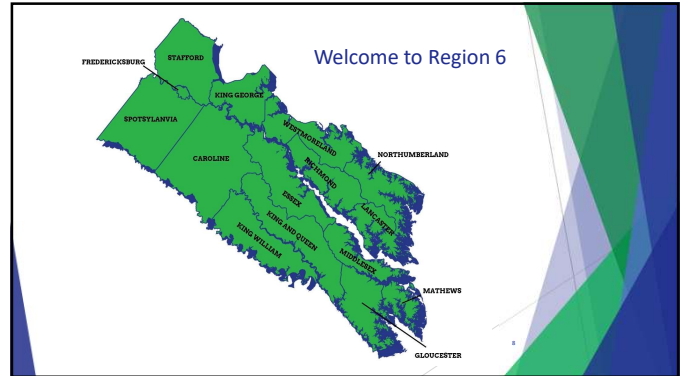 Welcome to Region 6
STAFFORD
FREDERICKSBURG
KING GEORGE
SPOTSYLANVIA
WESTMORELAND
NORTHUMBERLAND
CAROLINE
RICHMOND
ESSEX
LANCASTER
KING AND QUEEN
KING WILLIAM
MIDDLESEX
MATHEWS
GLOUCESTER
8